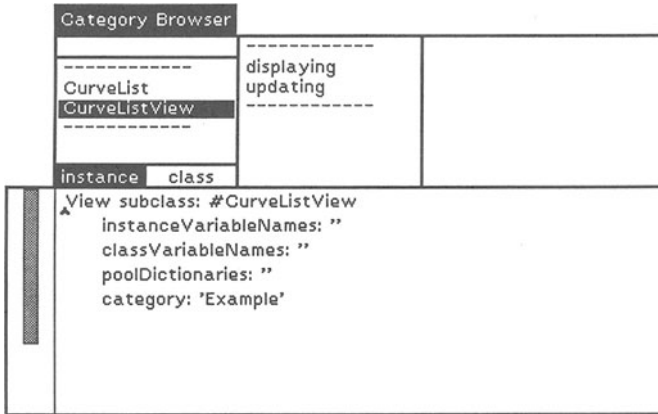 Category Browser
------------
CurveList
CurveListView
------------
------------
displaying
updating
------------
instance class
View subclass: #CurveListView
instanceVariableNames: ''
classVariableNames: ''
poolDictionaries: ''
category: 'Example'